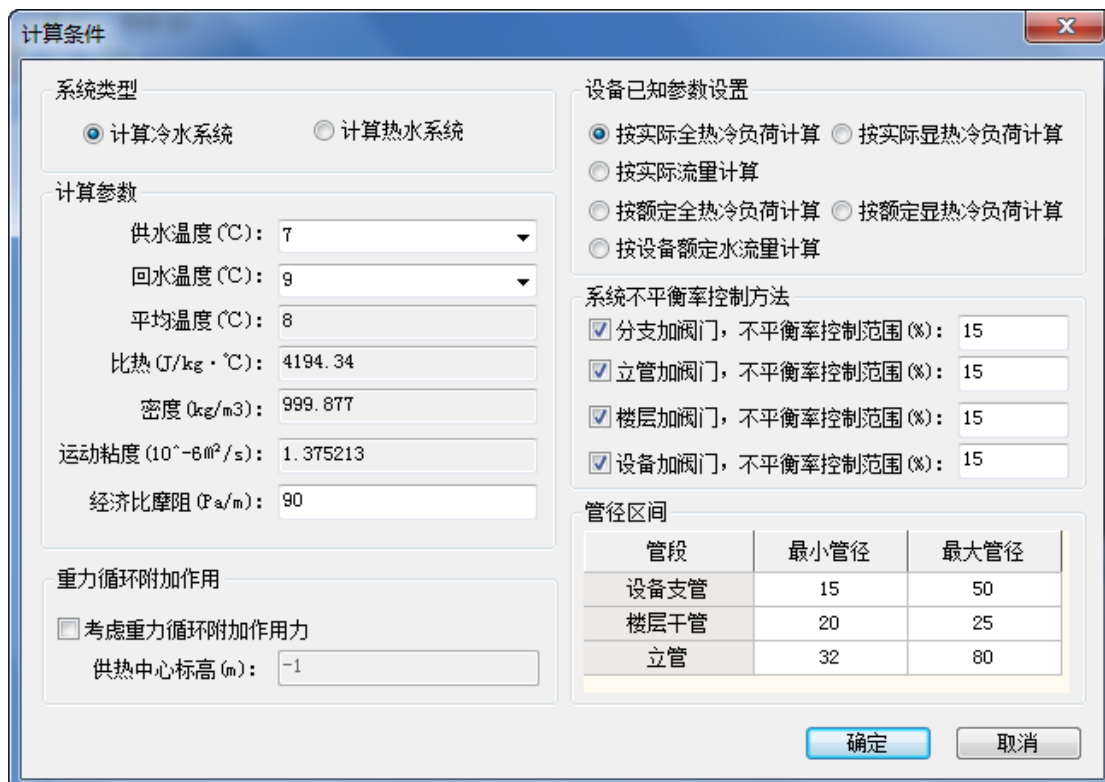 计算条件
系统类型
计算冷水系统 计算热水系统
计算参数
供水温度(℃): 7
回水温度(℃): 9
平均温度(℃): 8
比热(J/kg·℃): 4194.34
密度(kg/m3): 999.877
运动粘度(10^-6m²/s): 1.375213
经济比摩阻(Pa/m): 90
重力循环附加作用
考虑重力循环附加作用力
供热中心标高(m): -1
设备已知参数设置
按实际全热冷负荷计算 按实际显热冷负荷计算
按实际流量计算
按额定全热冷负荷计算 按额定显热冷负荷计算
按设备额定水流量计算
系统不平衡率控制方法
分支加阀门，不平衡率控制范围(%): 15
立管加阀门，不平衡率控制范围(%): 15
楼层加阀门，不平衡率控制范围(%): 15
设备加阀门，不平衡率控制范围(%): 15
管径区间
管段 最小管径 最大管径
设备支管 15 50
楼层干管 20 25
立管 32 80
确定 取消